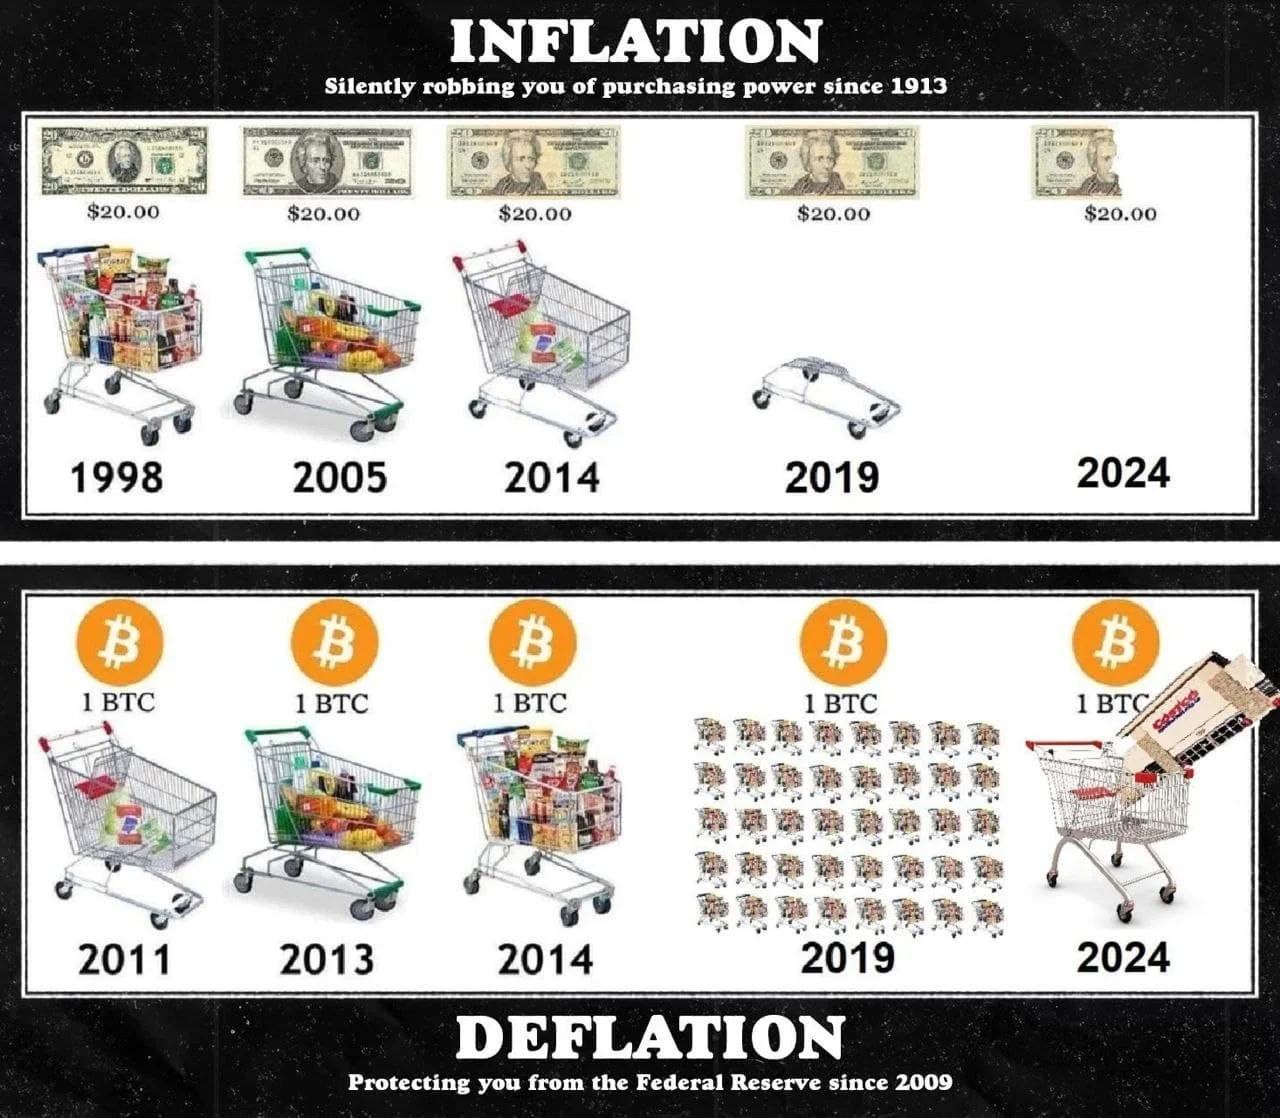 INFLATION
Silently robbing you of purchasing power since 1913
$20.00 $20.00 $20.00 $20.00 $20.00
1998 2005 2014 2019 2024
1 BTC 1 BTC 1 BTC 1 BTC 1 BTC
Costco
2011 2013 2014 2019 2024
DEFLATION
Protecting you from the Federal Reserve since 2009